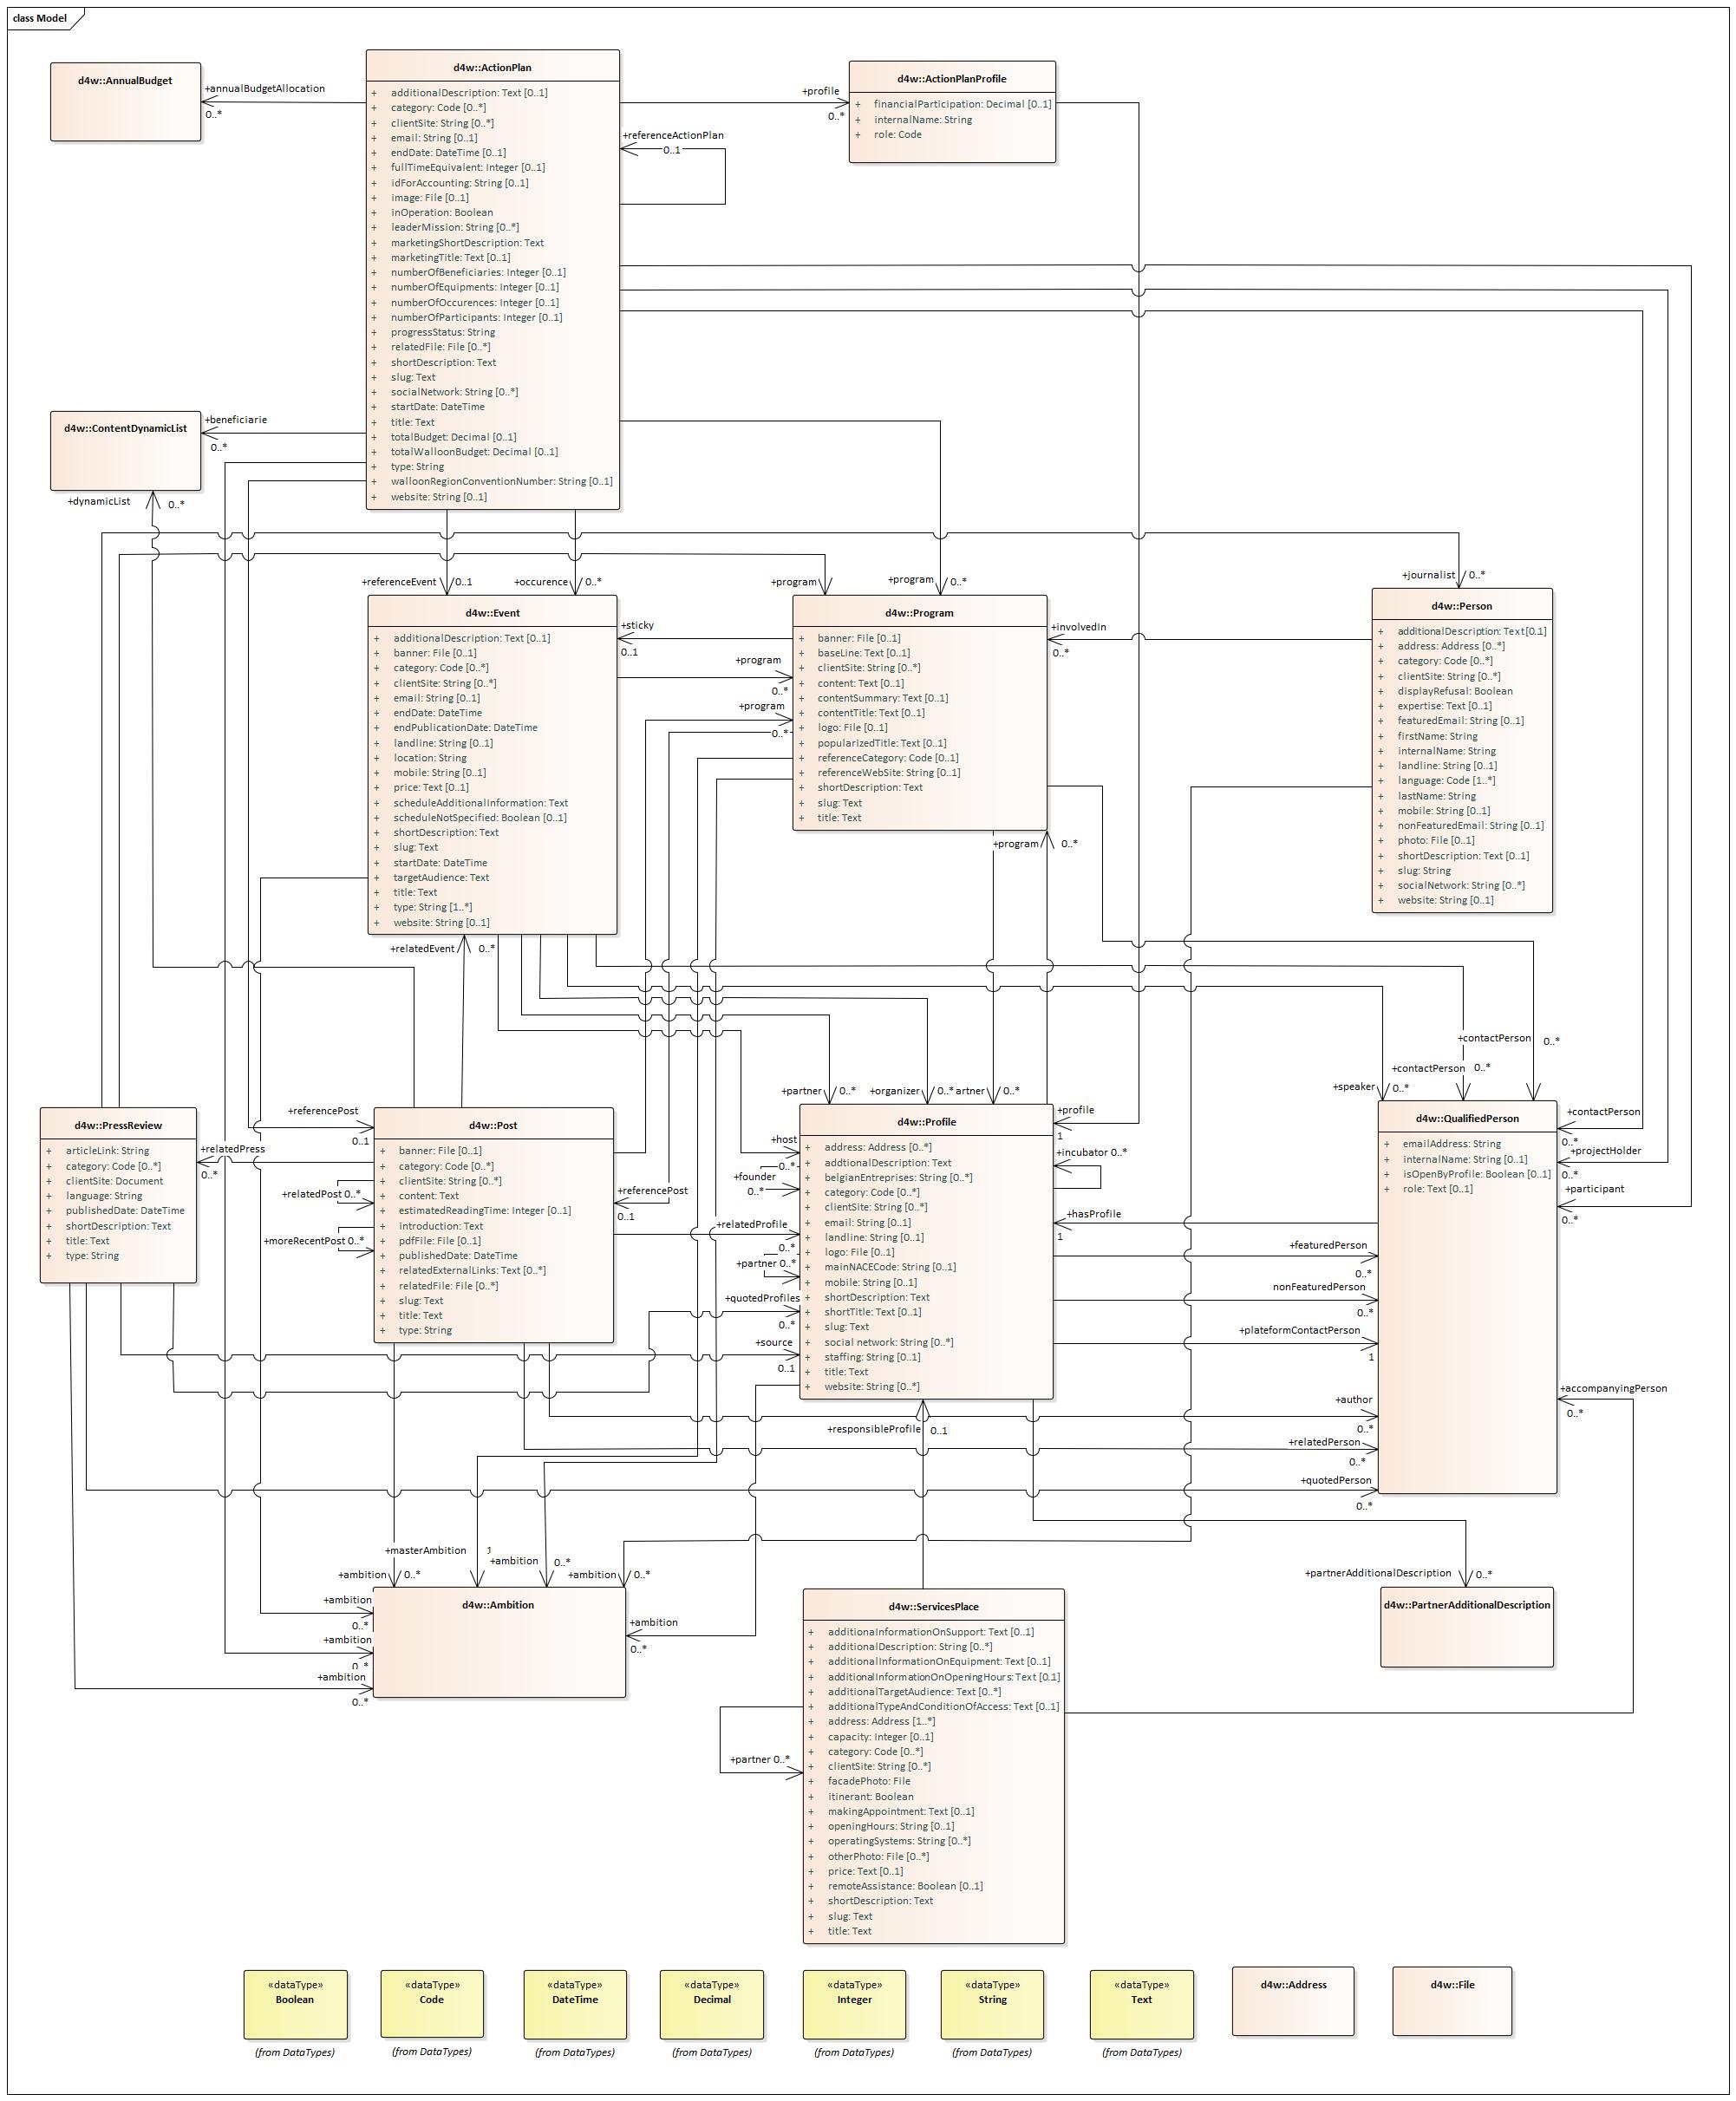 class Model
d4w::AnnualBudget
+annualBudgetAllocation
0..*
d4w::ActionPlan
+ additionalDescription: Text [0..1]
+ category: Code [0..*]
+ clientSite: String [0..*]
+ email: String [0..1]
+ endDate: DateTime [0..1]
+ fullTimeEquivalent: Integer [0..1]
+ idForAccounting: String [0..1]
+ image: File [0..1]
+ inOperation: Boolean
+ leaderMission: String [0..*]
+ marketingShortDescription: Text
+ marketingTitle: Text [0..1]
+ numberOfBeneficiaries: Integer [0..1]
+ numberOfEquipments: Integer [0..1]
+ numberOfOccurences: Integer [0..1]
+ numberOfParticipants: Integer [0..1]
+ progressStatus: String
+ relatedFile: File [0..*]
+ shortDescription: Text
+ slug: Text
+ socialNetwork: String [0..*]
+ startDate: DateTime
+ title: Text
+ totalBudget: Decimal [0..1]
+ totalWalloonBudget: Decimal [0..1]
+ type: String
+ walloonRegionConventionNumber: String [0..1]
+ website: String [0..1]
+profile
0..*
+referenceActionPlan
0..1
d4w::ActionPlanProfile
+ financialParticipation: Decimal [0..1]
+ internalName: String
+ role: Code
d4w::ContentDynamicList
+beneficiarie
0..*
+dynamicList
0..*
+referenceEvent
0..1
+occurence
0..*
+program
+program
0..*
+journalist
0..*
d4w::Event
+ additionalDescription: Text [0..1]
+ banner: File [0..1]
+ category: Code [0..*]
+ clientSite: String [0..*]
+ email: String [0..1]
+ endDate: DateTime
+ endPublicationDate: DateTime
+ landline: String [0..1]
+ location: String
+ mobile: String [0..1]
+ price: Text [0..1]
+ scheduleAdditionalInformation: Text
+ scheduleNotSpecified: Boolean [0..1]
+ shortDescription: Text
+ slug: Text
+ startDate: DateTime
+ targetAudience: Text
+ title: Text
+ type: String [1..*]
+ website: String [0..1]
+sticky
0..1
+program
0..*
+program
0..*
d4w::Program
+ banner: File [0..1]
+ baseLine: Text [0..1]
+ clientSite: String [0..*]
+ content: Text [0..1]
+ contentSummary: Text [0..1]
+ contentTitle: Text [0..1]
+ logo: File [0..1]
+ popularizedTitle: Text [0..1]
+ referenceCategory: Code [0..1]
+ referenceWebSite: String [0..1]
+ shortDescription: Text
+ slug: Text
+ title: Text
+involvedIn
0..*
+program
0..*
d4w::Person
+ additionalDescription: Text [0.1]
+ address: Address [0..*]
+ category: Code [0..*]
+ clientSite: String [0..*]
+ displayRefusal: Boolean
+ expertise: Text [0..1]
+ featuredEmail: String [0..1]
+ firstName: String
+ internalName: String
+ landline: String [0..1]
+ language: Code [1..*]
+ lastName: String
+ mobile: String [0..1]
+ nonFeaturedEmail: String [0..1]
+ photo: File [0..1]
+ shortDescription: Text [0..1]
+ slug: String
+ socialNetwork: String [0..*]
+ website: String [0..1]
+relatedEvent
0..*
+contactPerson
0..*
+contactPerson
0..*
+speaker
0..*
+partner
0..*
+organizer
0..*
artner
0..*
d4w::PressReview
+ articleLink: String
+ category: Code [0..*]
+ clientSite: Document
+ language: String
+ publishedDate: DateTime
+ shortDescription: Text
+ title: Text
+ type: String
+referencePost
0..1
+relatedPress
0..*
+relatedPost 0..*
+moreRecentPost 0..*
d4w::Post
+ banner: File [0..1]
+ category: Code [0..*]
+ clientSite: String [0..*]
+ content: Text
+ estimatedReadingTime: Integer [0..1]
+ introduction: Text
+ pdfFile: File [0..1]
+ publishedDate: DateTime
+ relatedExternalLinks: Text [0..*]
+ relatedFile: File [0..*]
+ slug: Text
+ title: Text
+ type: String
+referencePost
0..1
+host
0..*
+founder
0..*
+relatedProfile
0..*
+partner 0..*
+quotedProfiles
0..*
+source
0..1
d4w::Profile
+ address: Address [0..*]
+ addtionalDescription: Text
+ belgianEntreprises: String [0..*]
+ category: Code [0..*]
+ clientSite: String [0..*]
+ email: String [0..1]
+ landline: String [0..1]
+ logo: File [0..1]
+ mainNACECode: String [0..1]
+ mobile: String [0..1]
+ shortDescription: Text
+ shortTitle: Text [0..1]
+ slug: Text
+ social network: String [0..*]
+ staffing: String [0..1]
+ title: Text
+ website: String [0..*]
+profile
1
+incubator 0..*
+hasProfile
1
+featuredPerson
0..*
nonFeaturedPerson
0..*
+plateformContactPerson
1
+author
0..*
+relatedPerson
0..*
+quotedPerson
0..*
d4w::QualifiedPerson
+ emailAddress: String
+ internalName: String [0..1]
+ isOpenByProfile: Boolean [0..1]
+ role: Text [0..1]
+contactPerson
0..*
+projectHolder
0..*
+participant
0..*
+accompanyingPerson
0..*
+responsibleProfile
0..1
+masterAmbition
1
+ambition
0..*
+ambition
0..*
+ambition
0..*
+ambition
0..*
+ambition
0..*
+ambition
0..*
d4w::Ambition
+ambition
0..*
+partnerAdditionalDescription
0..*
d4w::PartnerAdditionalDescription
d4w::ServicesPlace
+ additionaInformationOnSupport: Text [0..1]
+ additionalDescription: String [0..*]
+ additionalInformationOnEquipment: Text [0..1]
+ additionalInformationOnOpeningHours: Text [0.1]
+ additionalTargetAudience: Text [0..*]
+ additionalTypeAndConditionOfAccess: Text [0..1]
+ address: Address [1..*]
+ capacity: Integer [0..1]
+ category: Code [0..*]
+ clientSite: String [0..*]
+ facadePhoto: File
+ itinerant: Boolean
+ makingAppointment: Text [0..1]
+ openingHours: String [0..1]
+ operatingSystems: String [0..*]
+ otherPhoto: File [0..*]
+ price: Text [0..1]
+ remoteAssistance: Boolean [0..1]
+ shortDescription: Text
+ slug: Text
+ title: Text
+partner 0..*
«dataType»
Boolean
(from DataTypes)
«dataType»
Code
(from DataTypes)
«dataType»
DateTime
(from DataTypes)
«dataType»
Decimal
(from DataTypes)
«dataType»
Integer
(from DataTypes)
«dataType»
String
(from DataTypes)
«dataType»
Text
(from DataTypes)
d4w::Address
d4w::File